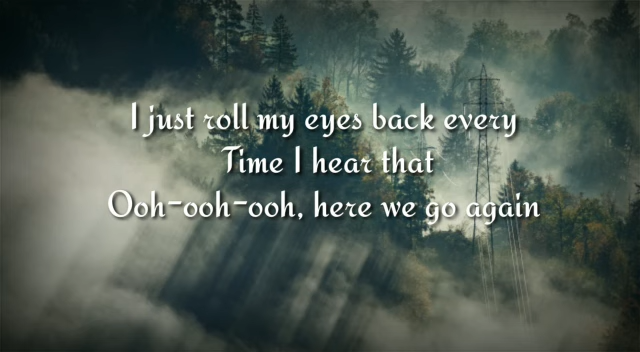 I just roll my eyes back every
Time I hear that
Ooh-ooh-ooh, here we go again